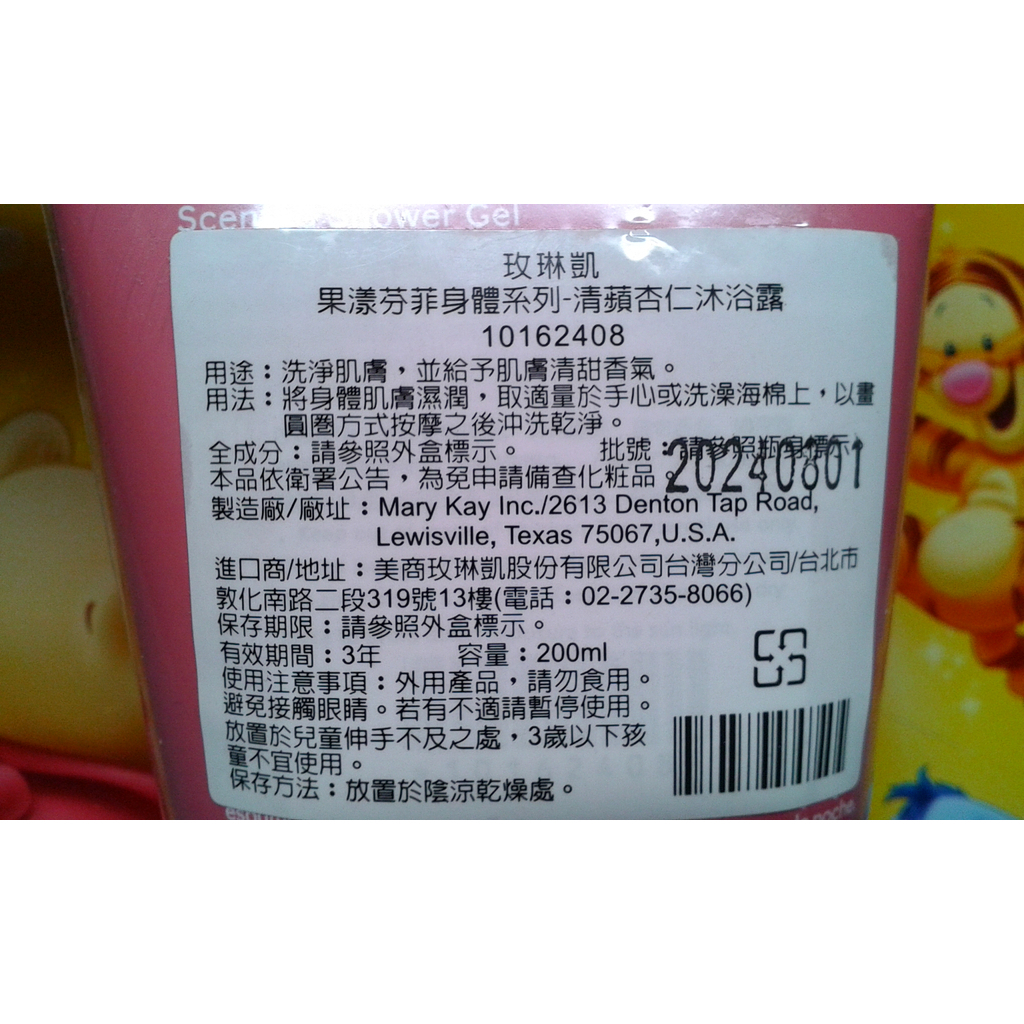 Scented Shower Gel
玫琳凱
果漾芬菲身體系列-清蘋杏仁沐浴露
10162408
用途：洗淨肌膚，並給予肌膚清甜香氣。
用法：將身體肌膚濕潤，取適量於手心或洗澡海棉上，以畫
圓圈方式按摩之後沖洗乾淨。
全成分：請參照外盒標示。 批號：請參照瓶身標示
本品依衛署公告，為免申請備查化粧品
20240801
製造廠/廠址：Mary Kay Inc./2613 Denton Tap Road,
Lewisville, Texas 75067,U.S.A.
進口商/地址：美商玫琳凱股份有限公司台灣分公司/台北市
敦化南路二段319號13樓(電話：02-2735-8066)
保存期限：請參照外盒標示。
有效期間：3年 容量：200ml
使用注意事項：外用產品，請勿食用。
避免接觸眼睛。若有不適請暫停使用。
放置於兒童伸手不及之處，3歲以下孩
童不宜使用。
保存方法：放置於陰涼乾燥處。
noche